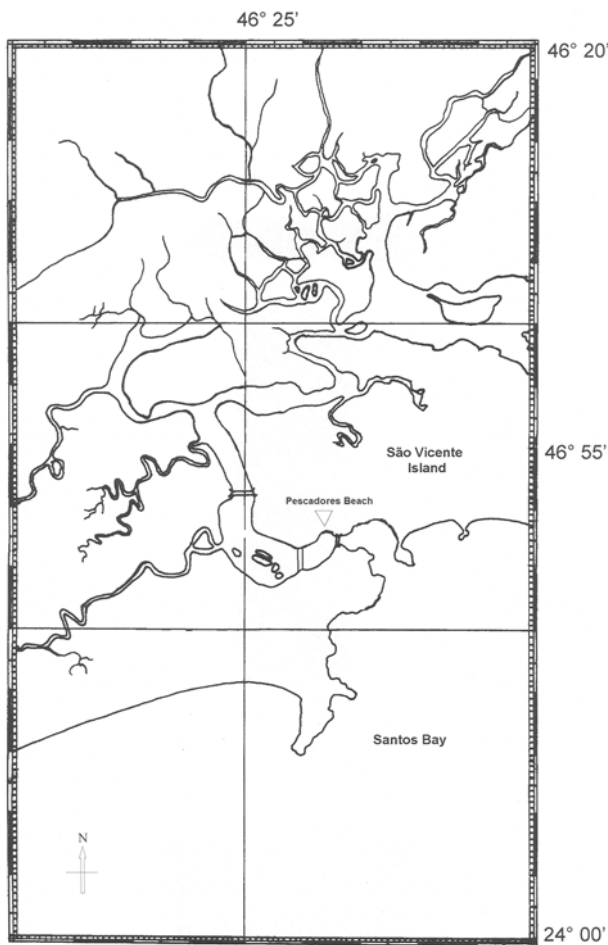 46° 25’
46° 20’
46° 55’
São Vicente
Island
Pescadores Beach
Santos Bay
N
24° 00’